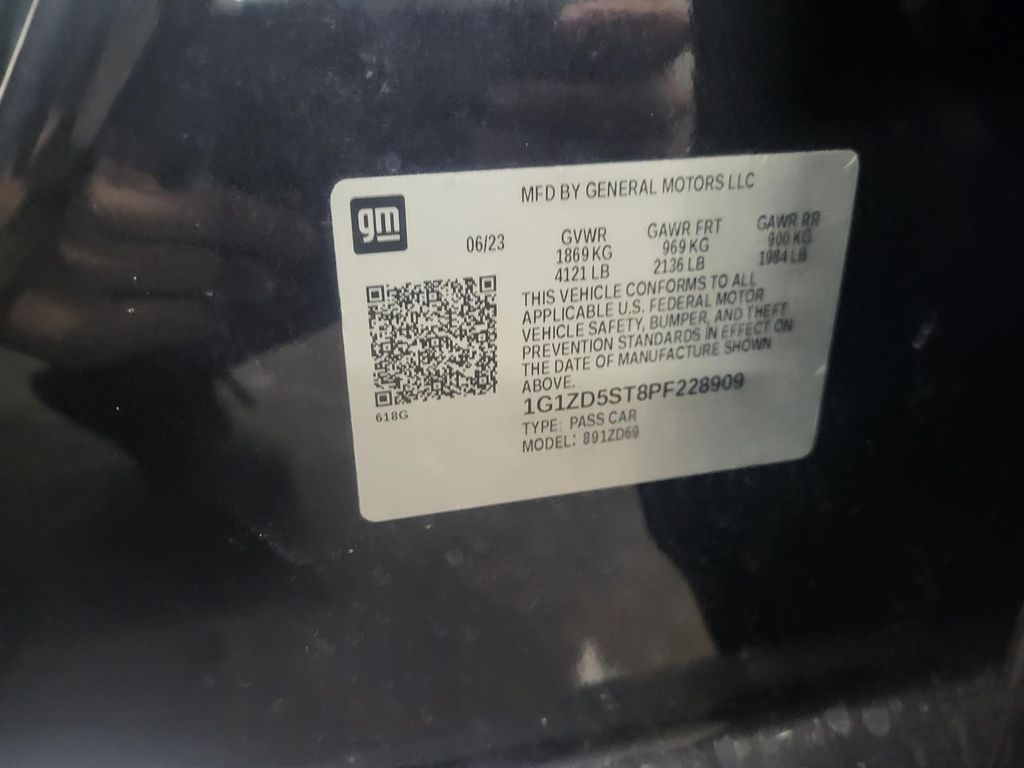 gm
MFD BY GENERAL MOTORS LLC
06/23
GVWR
1869 KG
4121 LB
GAWR FRT
969 KG
2136 LB
GAWR RR
900 KG
1984 LB
THIS VEHICLE CONFORMS TO ALL
APPLICABLE U.S. FEDERAL MOTOR
VEHICLE SAFETY, BUMPER, AND THEFT
PREVENTION STANDARDS IN EFFECT ON
THE DATE OF MANUFACTURE SHOWN
ABOVE.
1G1ZD5ST8PF228909
TYPE: PASS CAR
MODEL: 891ZD69
618G